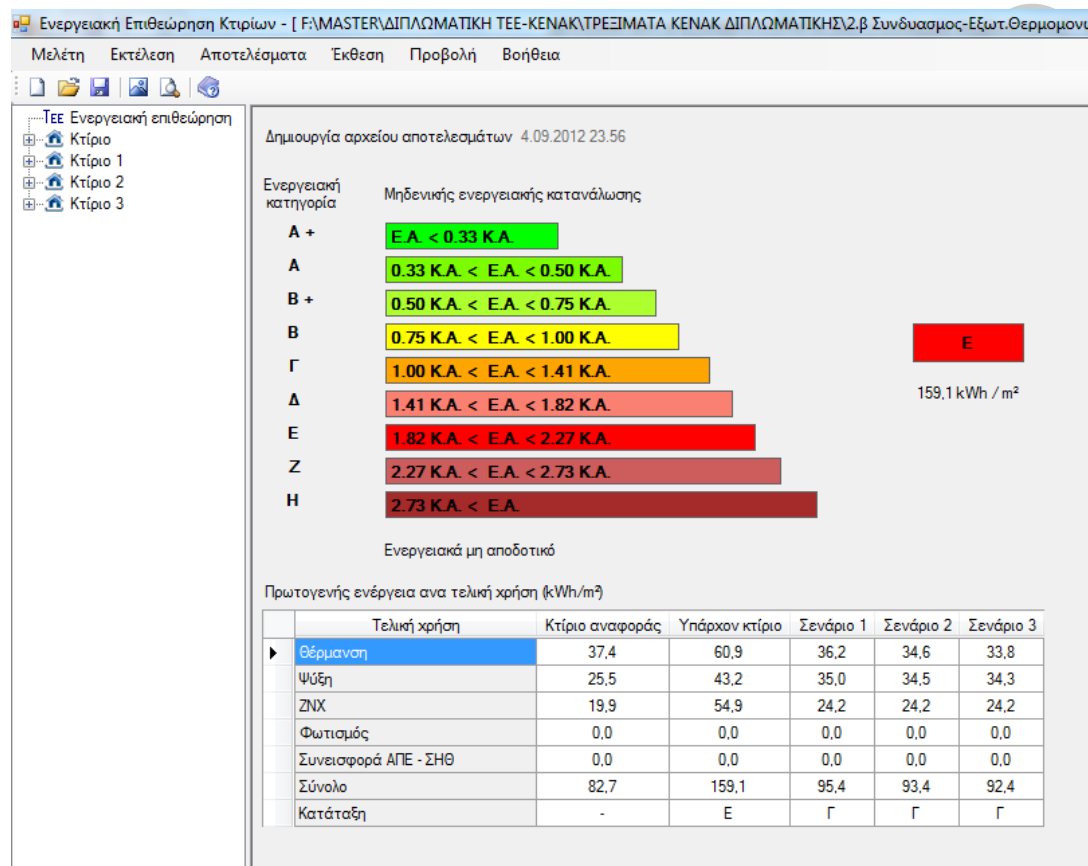 Ενεργειακή Επιθεώρηση Κτιρίων - [ F:\MASTER\ΔΙΠΛΩΜΑΤΙΚΗ ΤΕΕ-ΚΕΝΑΚ\ΤΡΕΞΙΜΑΤΑ ΚΕΝΑΚ ΔΙΠΛΩΜΑΤΙΚΗΣ\2.β Συνδυασμος-Εξωτ.Θερμομονω
Μελέτη Εκτέλεση Αποτελέσματα Έκθεση Προβολή Βοήθεια
ΤΕΕ Ενεργειακή επιθεώρηση
Κτίριο
Κτίριο 1
Κτίριο 2
Κτίριο 3
Δημιουργία αρχείου αποτελεσμάτων 4.09.2012 23.56
Ενεργειακή κατηγορία
Μηδενικής ενεργειακής κατανάλωσης
Α + Ε.Α. < 0.33 Κ.Α.
Α 0.33 Κ.Α. < Ε.Α. < 0.50 Κ.Α.
Β + 0.50 Κ.Α. < Ε.Α. < 0.75 Κ.Α.
Β 0.75 Κ.Α. < Ε.Α. < 1.00 Κ.Α.
Γ 1.00 Κ.Α. < Ε.Α. < 1.41 Κ.Α.
Δ 1.41 Κ.Α. < Ε.Α. < 1.82 Κ.Α.
Ε 1.82 Κ.Α. < Ε.Α. < 2.27 Κ.Α.
Ζ 2.27 Κ.Α. < Ε.Α. < 2.73 Κ.Α.
Η 2.73 Κ.Α. < Ε.Α.
Ε
159,1 kWh / m²
Ενεργειακά μη αποδοτικό
Πρωτογενής ενέργεια ανα τελική χρήση (kWh/m²)
Τελική χρήση Κτίριο αναφοράς Υπάρχον κτίριο Σενάριο 1 Σενάριο 2 Σενάριο 3
Θέρμανση 37,4 60,9 36,2 34,6 33,8
Ψύξη 25,5 43,2 35,0 34,5 34,3
ΖΝΧ 19,9 54,9 24,2 24,2 24,2
Φωτισμός 0,0 0,0 0,0 0,0 0,0
Συνεισφορά ΑΠΕ - ΣΗΘ 0,0 0,0 0,0 0,0 0,0
Σύνολο 82,7 159,1 95,4 93,4 92,4
Κατάταξη - Ε Γ Γ Γ